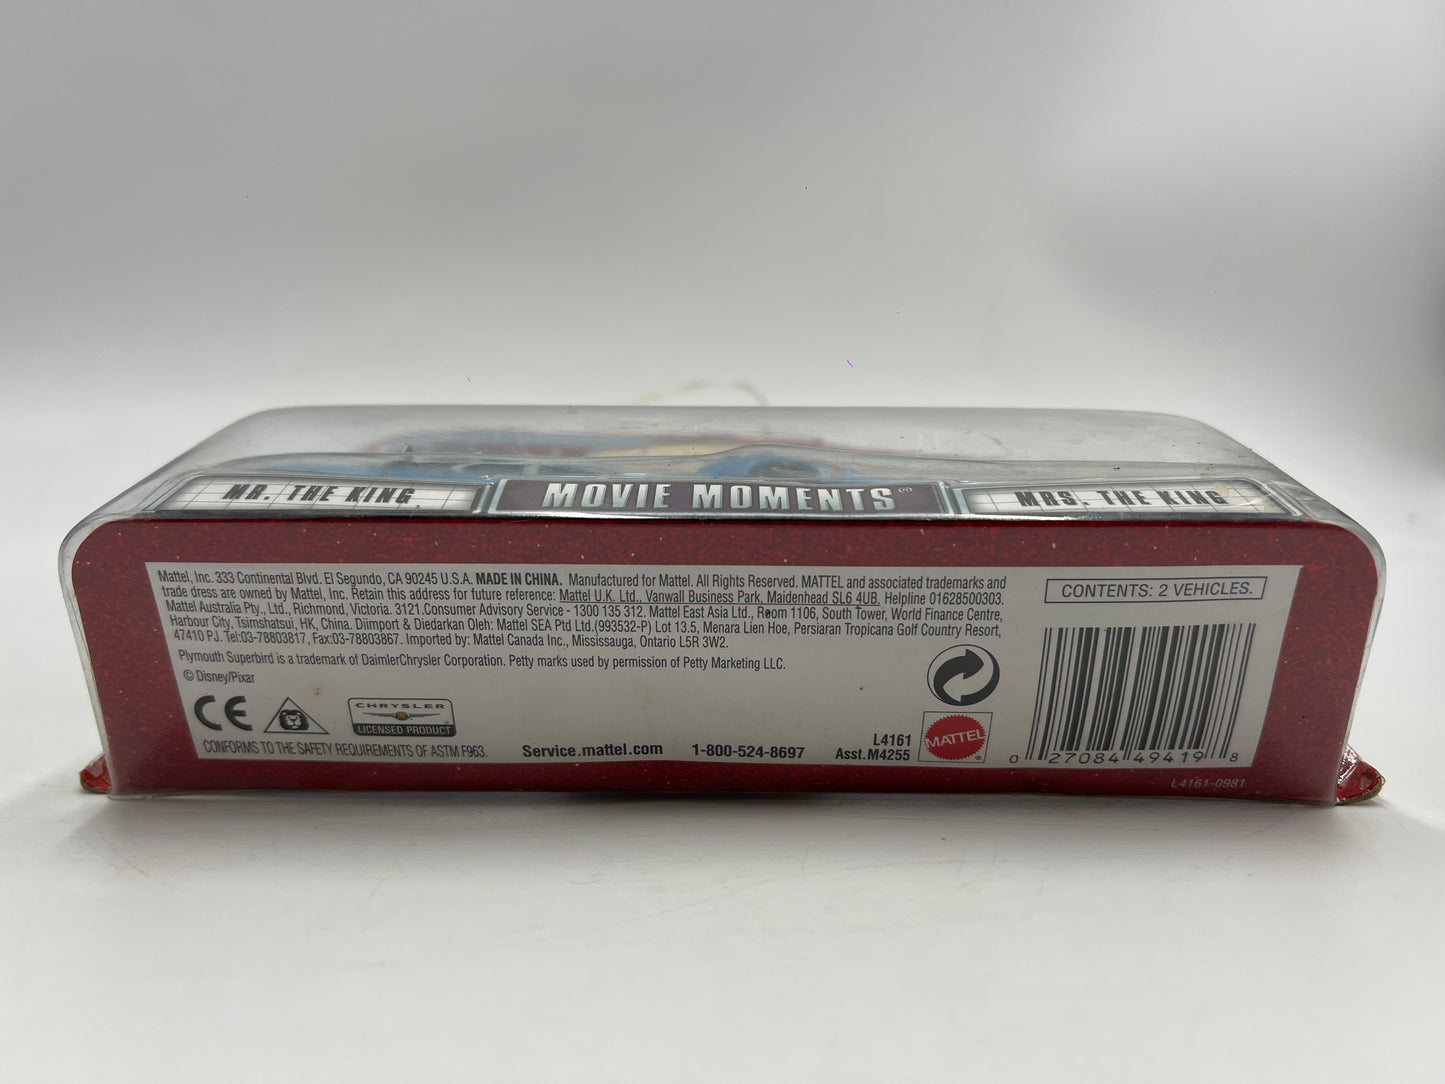 MR. THE KING
MOVIE MOMENTS
MRS. THE KING
Mattel, Inc. 333 Continental Blvd. El Segundo, CA 90245 U.S.A. MADE IN CHINA. Manufactured for Mattel. All Rights Reserved. MATTEL and associated trademarks and
trade dress are owned by Mattel, Inc. Retain this address for future reference: Mattel U.K. Ltd., Vanwall Business Park, Maidenhead SL6 4UB. Helpline 01628500303.
Mattel Australia Pty., Ltd., Richmond, Victoria. 3121.Consumer Advisory Service - 1300 135 312. Mattel East Asia Ltd., Room 1106, South Tower, World Finance Centre,
Harbour City, Tsimshatsui, HK, China. Diimport & Diedarkan Oleh: Mattel SEA Ptd Ltd.(993532-P) Lot 13.5, Menara Lien Hoe, Persiaran Tropicana Golf Country Resort,
47410 P.J. Tel:03-78803817, Fax:03-78803867. Imported by: Mattel Canada Inc., Mississauga, Ontario L5R 3W2.
Plymouth Superbird is a trademark of DaimlerChrysler Corporation. Petty marks used by permission of Petty Marketing LLC.
© Disney/Pixar
CE
CHRYSLER
LICENSED PRODUCT
CONFORMS TO THE SAFETY REQUIREMENTS OF ASTM F963.
Service.mattel.com 1-800-524-8697
L4161
Asst.M4255
MATTEL
®
CONTENTS: 2 VEHICLES.
0 27084 49419 8
L4161-0981